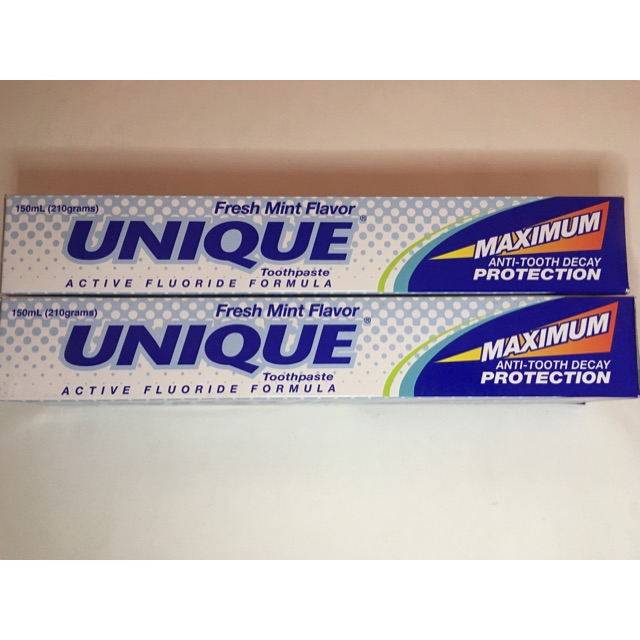 150mL (210grams)
Fresh Mint Flavor
UNIQUE®
Toothpaste
ACTIVE FLUORIDE FORMULA
MAXIMUM
ANTI-TOOTH DECAY
PROTECTION
150mL (210grams)
Fresh Mint Flavor
UNIQUE®
Toothpaste
ACTIVE FLUORIDE FORMULA
MAXIMUM
ANTI-TOOTH DECAY
PROTECTION